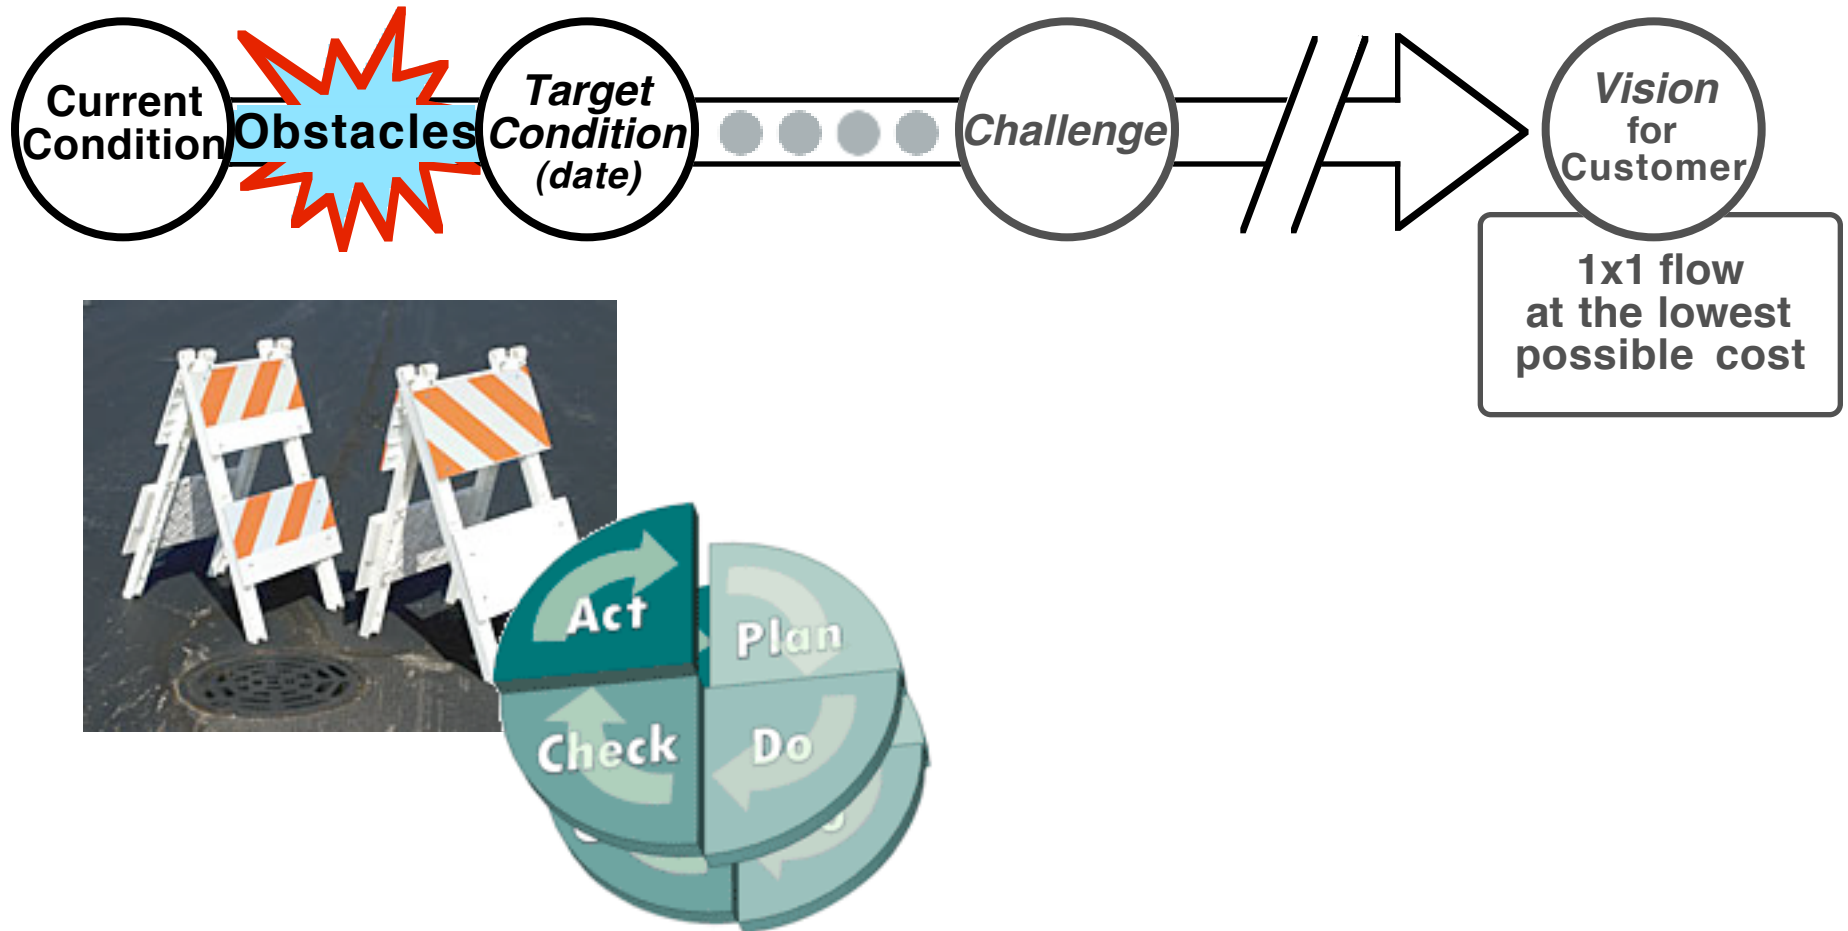 Current
Condition
Obstacles
Target
Condition
(date)
Challenge
Vision
for
Customer
1x1 flow
at the lowest
possible cost
Act
Plan
Check
Do